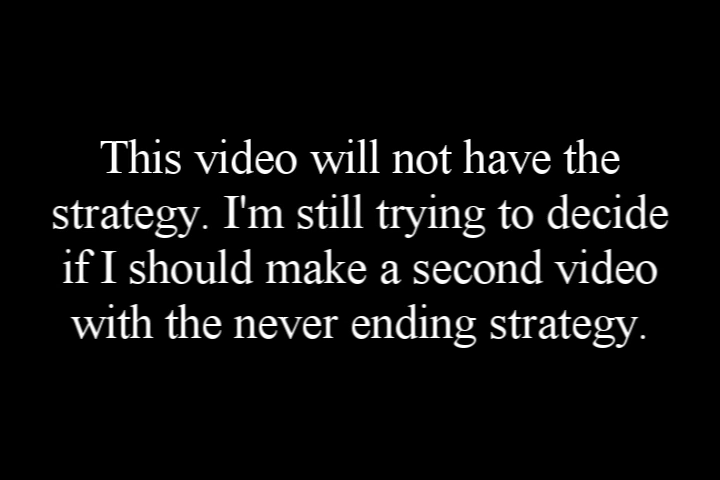 This video will not have the
strategy. I'm still trying to decide
if I should make a second video
with the never ending strategy.